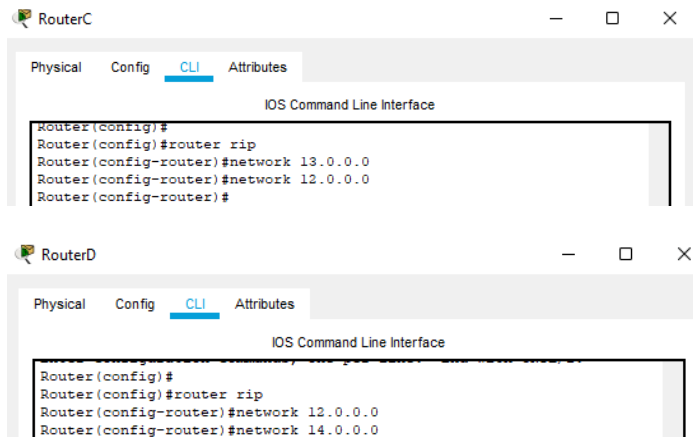 RouterC
Physical Config CLI Attributes
IOS Command Line Interface
Router(config)#
Router(config)#router rip
Router(config-router)#network 13.0.0.0
Router(config-router)#network 12.0.0.0
Router(config-router)#
RouterD
Physical Config CLI Attributes
IOS Command Line Interface
Router(config)#
Router(config)#router rip
Router(config-router)#network 12.0.0.0
Router(config-router)#network 14.0.0.0